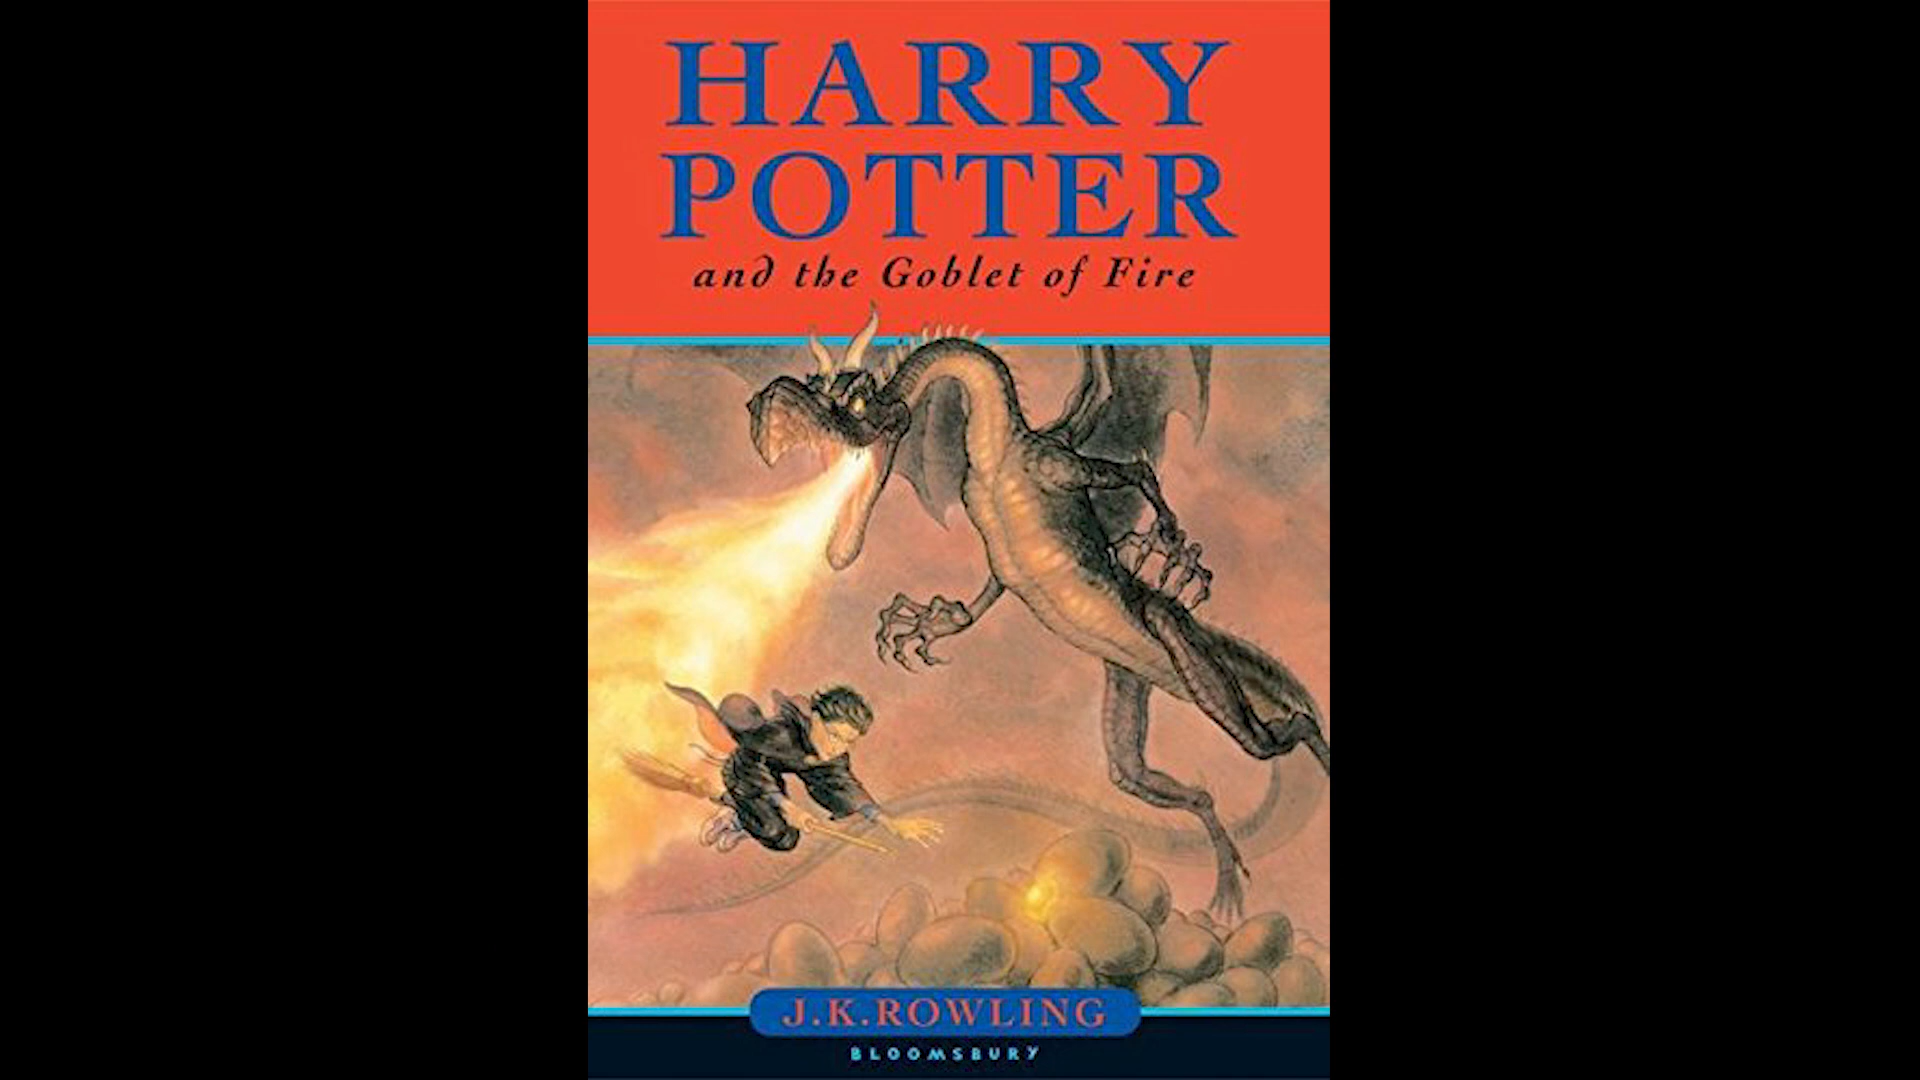 HARRY
POTTER
and the Goblet of Fire
J.K.ROWLING
BLOOMSBURY